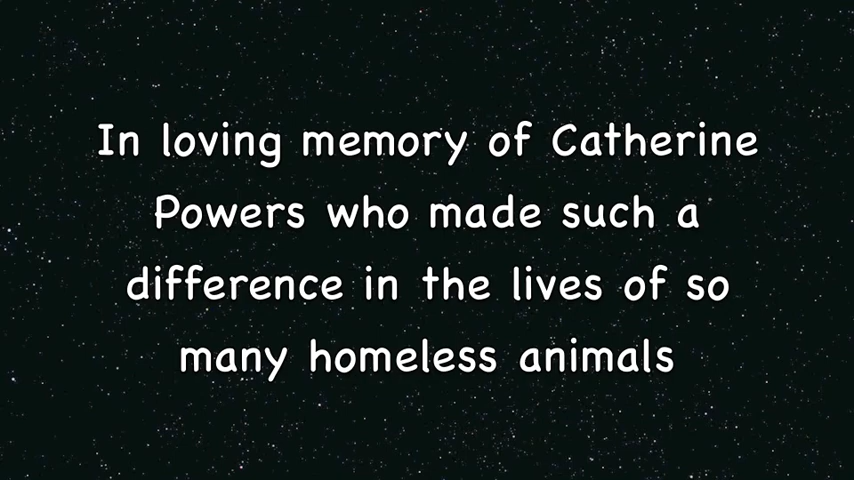 In loving memory of Catherine
Powers who made such a
difference in the lives of so
many homeless animals